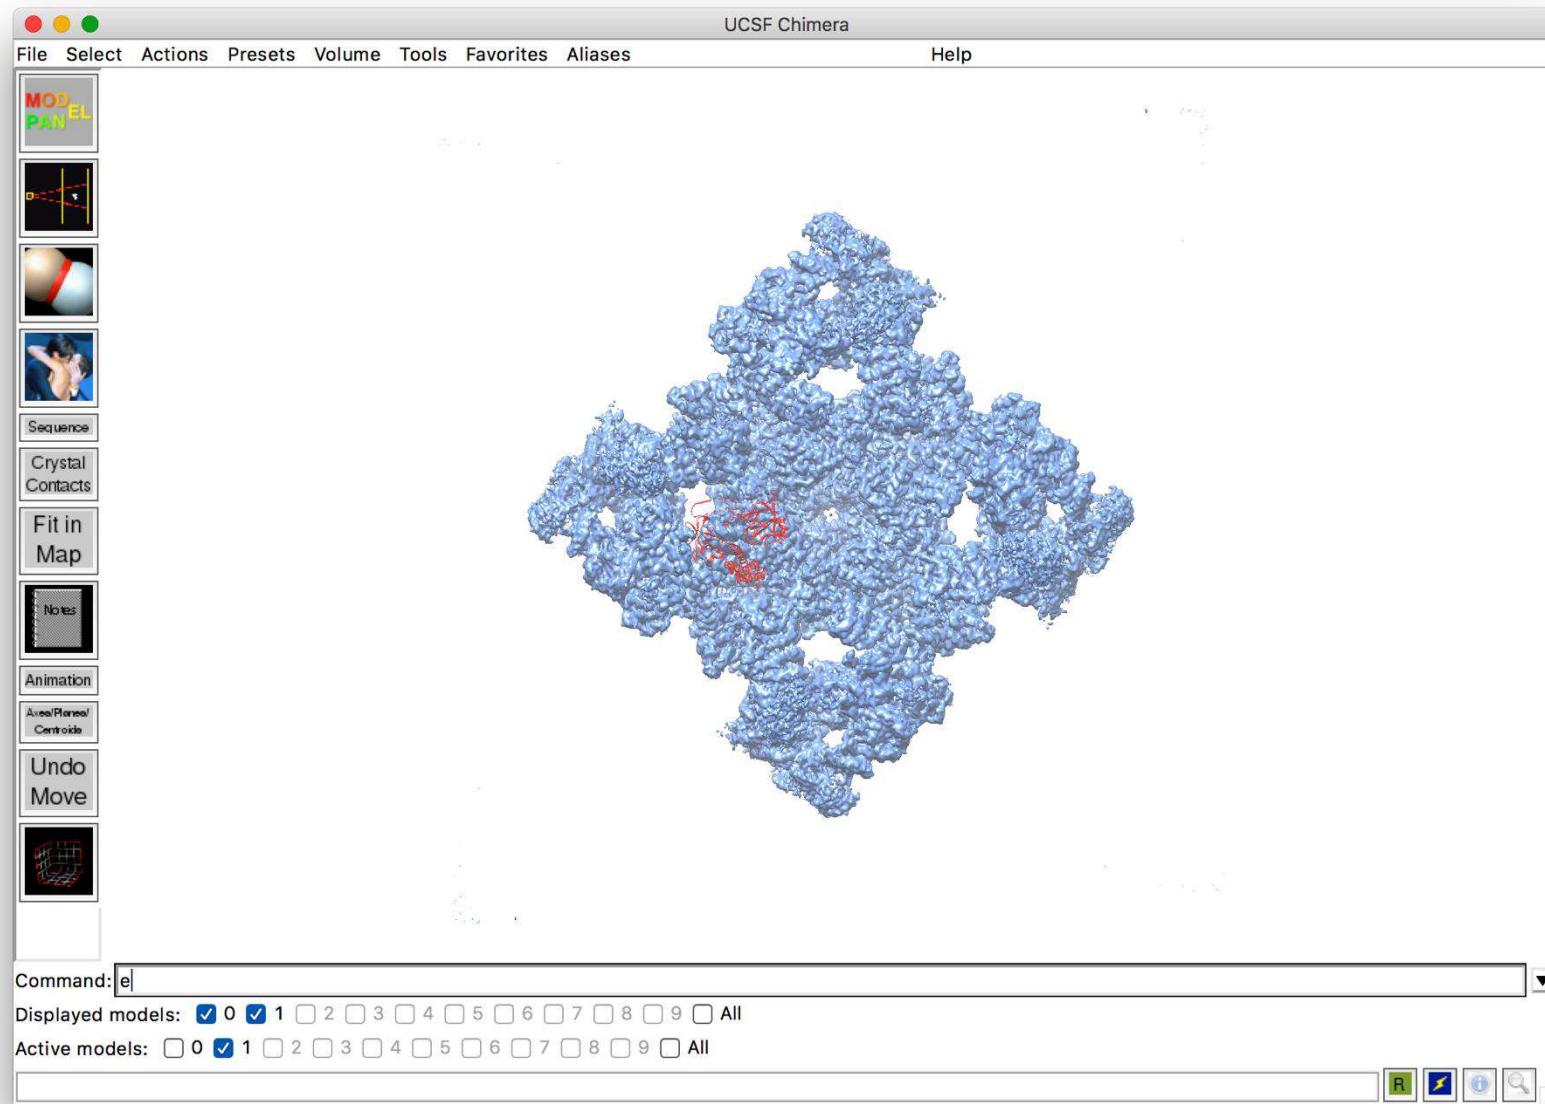 UCSF Chimera
File Select Actions Presets Volume Tools Favorites Aliases Help
MODEL
PANEL
Sequence
Crystal
Contacts
Fit in
Map
Notes
Animation
Axes/Planes/
Centroids
Undo
Move
Command: e
Displayed models: 0 1 2 3 4 5 6 7 8 9 All
Active models: 0 1 2 3 4 5 6 7 8 9 All
R